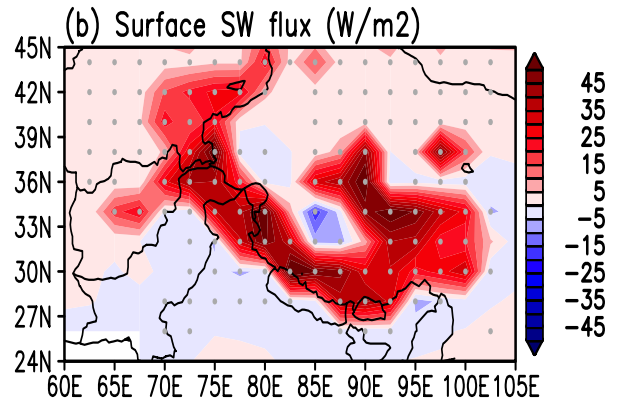 (b) Surface SW flux (W/m2)
45N
42N
39N
36N
33N
30N
27N
24N
60E 65E 70E 75E 80E 85E 90E 95E 100E 105E
45
35
25
15
5
-5
-15
-25
-35
-45